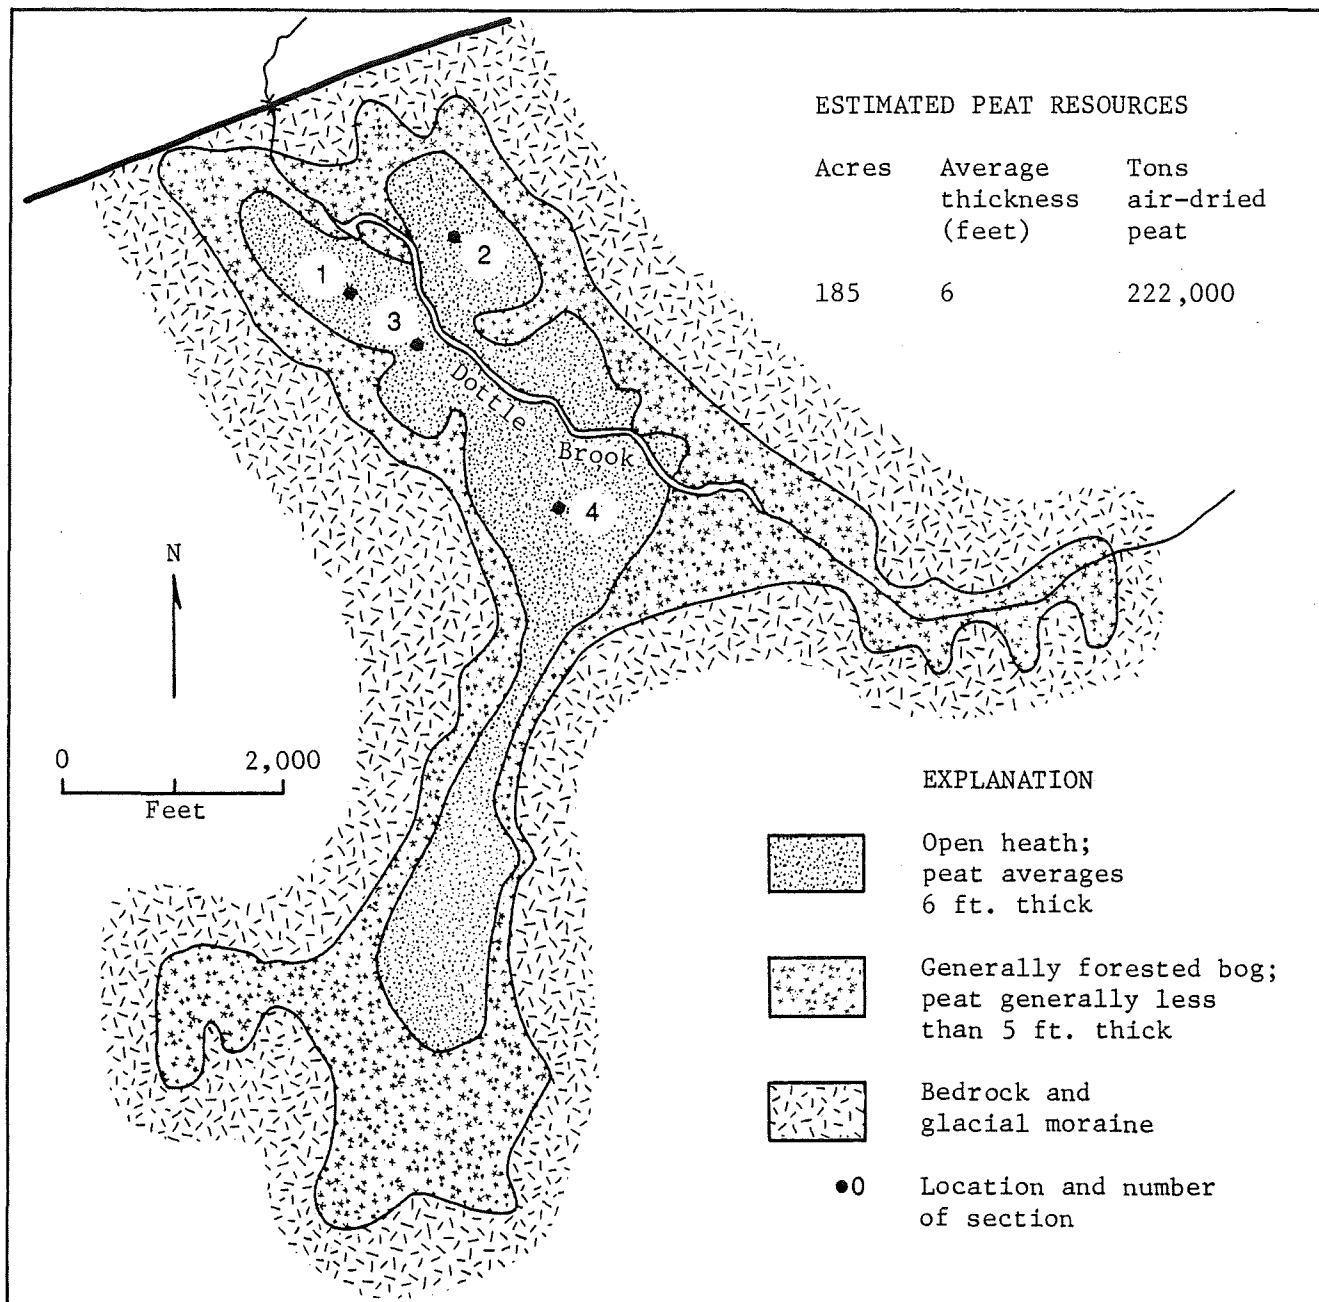 ESTIMATED PEAT RESOURCES
Acres Average Tons
thickness air-dried
(feet) peat
185 6 222,000
1
2
3
Dottle
Brook
4
N
0 2,000
Feet
EXPLANATION
Open heath;
peat averages
6 ft. thick
Generally forested bog;
peat generally less
than 5 ft. thick
Bedrock and
glacial moraine
0 Location and number
of section